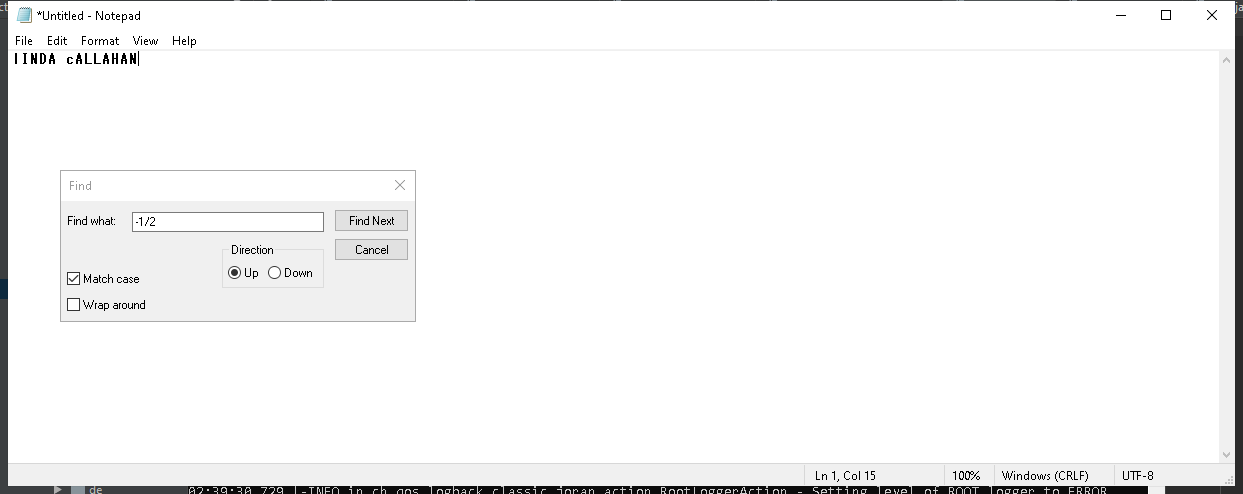 *Untitled - Notepad
File Edit Format View Help
lINDA cALLAHAN
Find
Find what: -1/2 Find Next
Direction Cancel
Up Down
Match case
Wrap around
Ln 1, Col 15 100% Windows (CRLF) UTF-8
de 02:39:30,729 |-INFO in ch.qos.logback.classic.joran.action.RootLoggerAction - Setting level of ROOT logger to ERROR